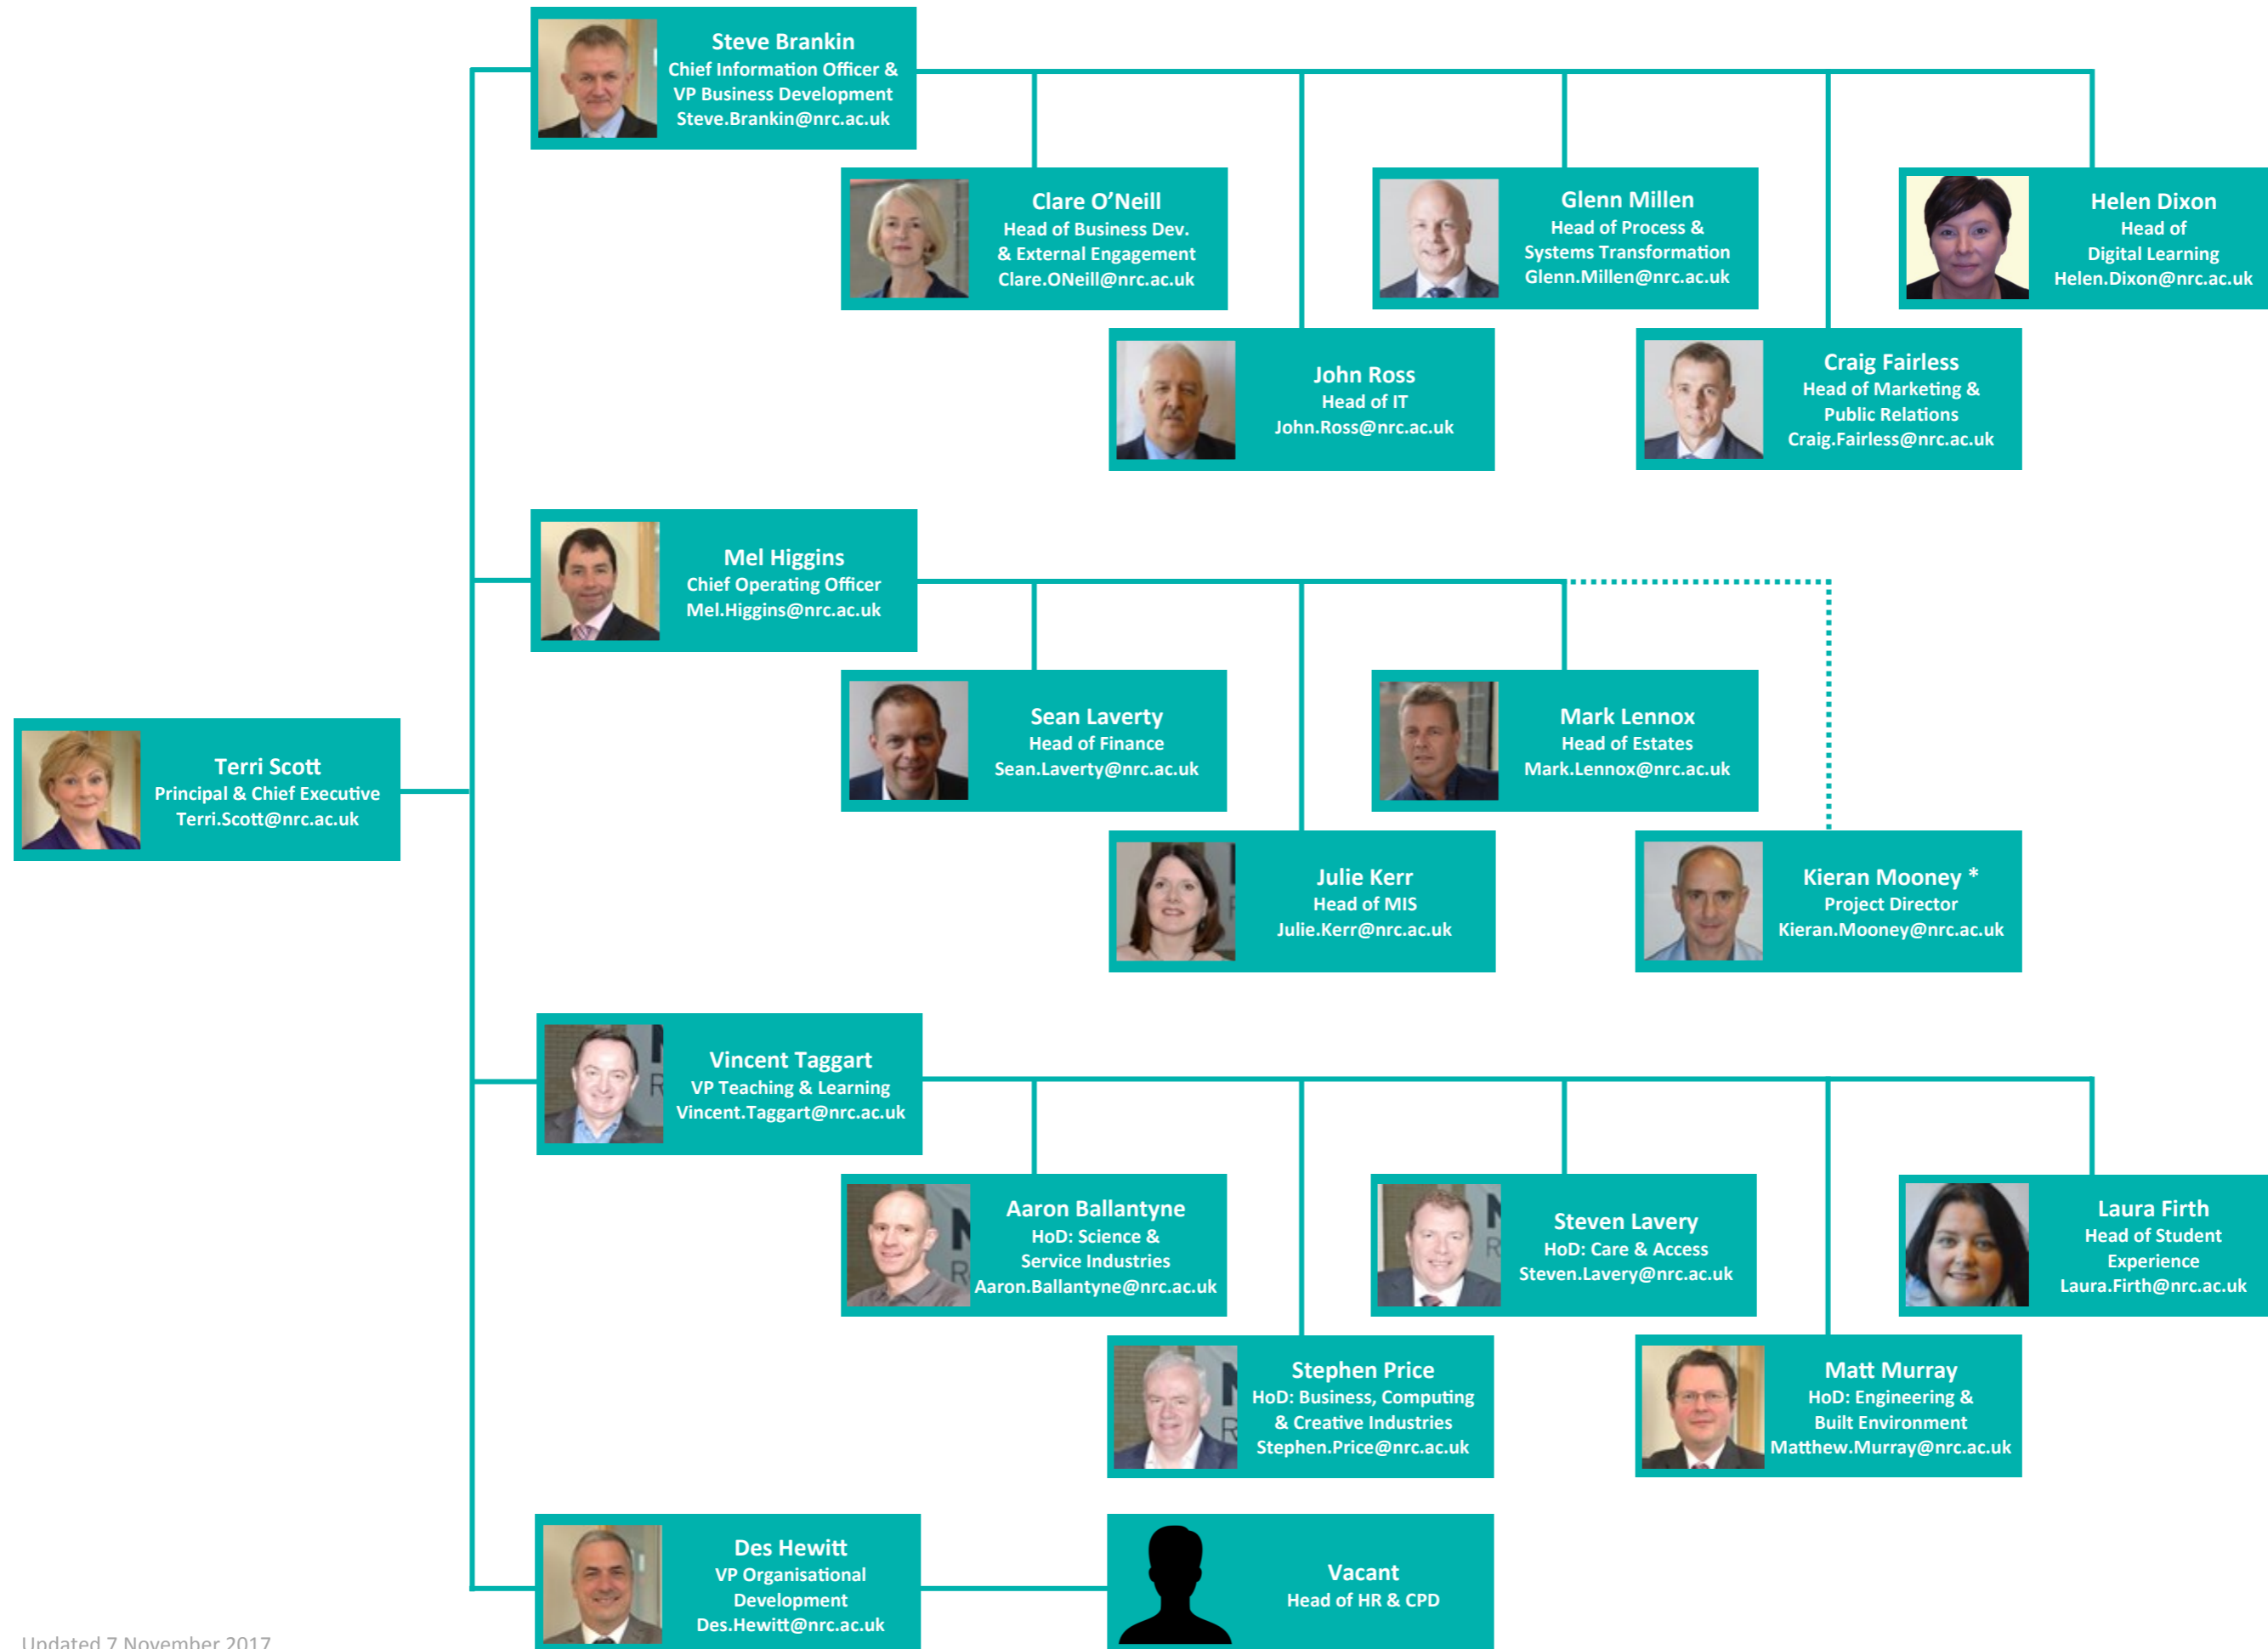 Steve Brankin
Chief Information Officer &
VP Business Development
Steve.Brankin@nrc.ac.uk
Clare O’Neill
Head of Business Dev.
& External Engagement
Clare.ONeill@nrc.ac.uk
Glenn Millen
Head of Process &
Systems Transformation
Glenn.Millen@nrc.ac.uk
Helen Dixon
Head of
Digital Learning
Helen.Dixon@nrc.ac.uk
John Ross
Head of IT
John.Ross@nrc.ac.uk
Craig Fairless
Head of Marketing &
Public Relations
Craig.Fairless@nrc.ac.uk
Mel Higgins
Chief Operating Officer
Mel.Higgins@nrc.ac.uk
Sean Laverty
Head of Finance
Sean.Laverty@nrc.ac.uk
Mark Lennox
Head of Estates
Mark.Lennox@nrc.ac.uk
Terri Scott
Principal & Chief Executive
Terri.Scott@nrc.ac.uk
Julie Kerr
Head of MIS
Julie.Kerr@nrc.ac.uk
Kieran Mooney *
Project Director
Kieran.Mooney@nrc.ac.uk
Vincent Taggart
VP Teaching & Learning
Vincent.Taggart@nrc.ac.uk
Aaron Ballantyne
HoD: Science &
Service Industries
Aaron.Ballantyne@nrc.ac.uk
Steven Lavery
HoD: Care & Access
Steven.Lavery@nrc.ac.uk
Laura Firth
Head of Student
Experience
Laura.Firth@nrc.ac.uk
Stephen Price
HoD: Business, Computing
& Creative Industries
Stephen.Price@nrc.ac.uk
Matt Murray
HoD: Engineering &
Built Environment
Matthew.Murray@nrc.ac.uk
Des Hewitt
VP Organisational
Development
Des.Hewitt@nrc.ac.uk
Vacant
Head of HR & CPD
Updated 7 November 2017